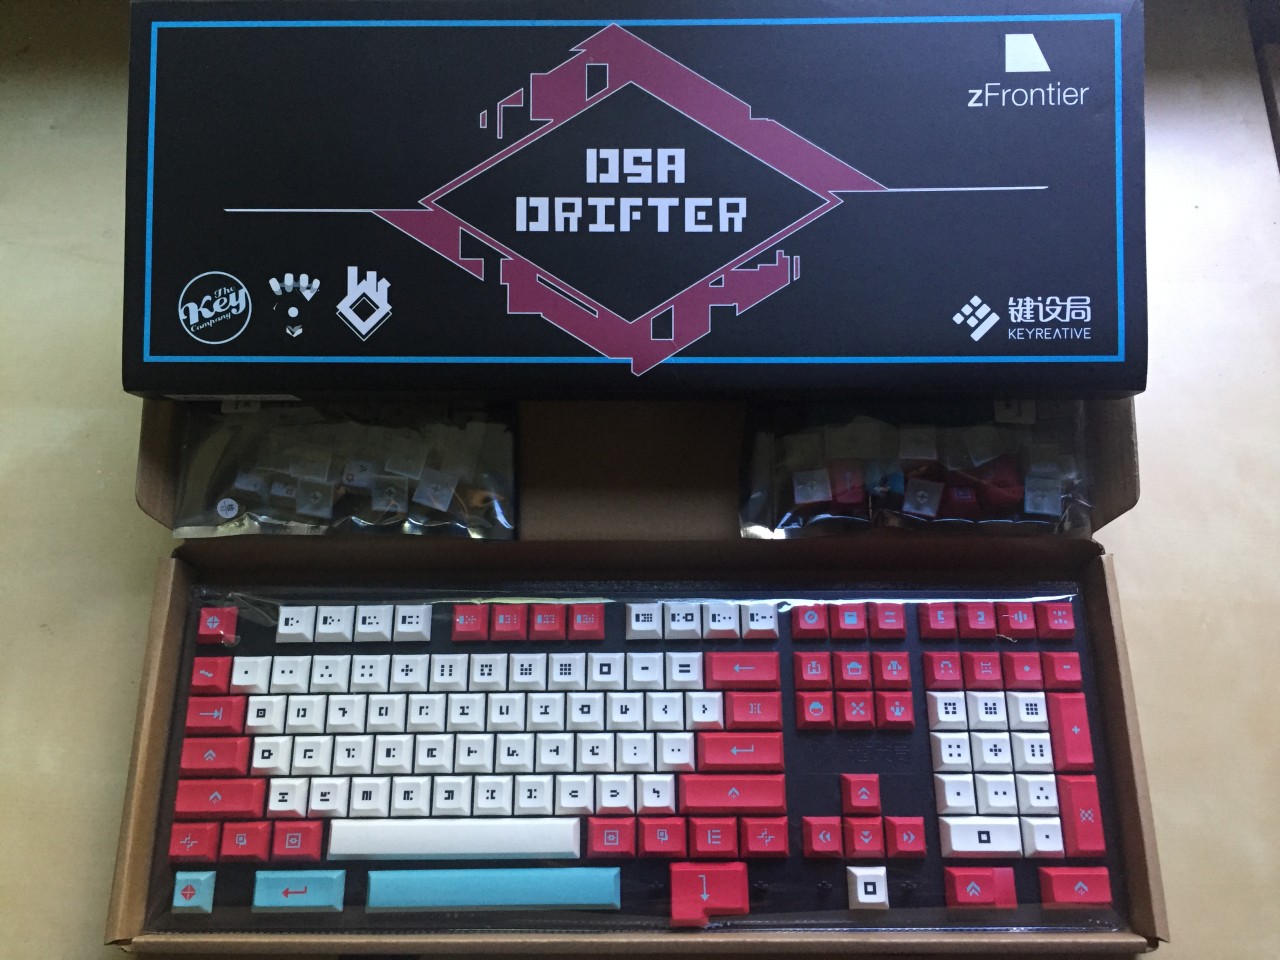 zFrontier
DSA
DRIFTER
The
Key
Company
键设局
KEYREATIVE